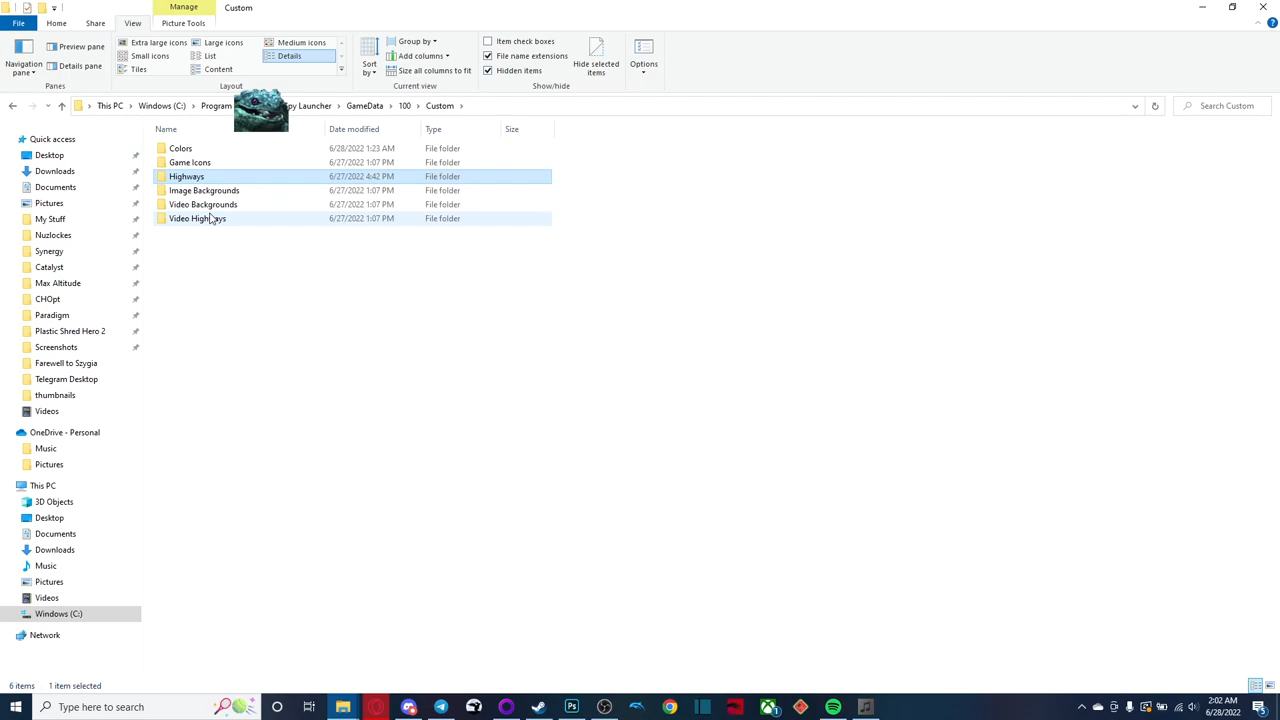 Manage
Custom
File
Home
Share
View
Picture Tools
Navigation pane
Preview pane
Details pane
Panes
Extra large icons
Large icons
Medium icons
Small icons
List
Details
Tiles
Content
Layout
Sort by
Group by
Add columns
Size all columns to fit
Current view
Item check boxes
File name extensions
Hidden items
Hide selected items
Show/hide
Options
This PC
Windows (C:)
Program
py Launcher
GameData
100
Custom
Search Custom
Name
Date modified
Type
Size
Colors 6/28/2022 1:23 AM File folder
Game Icons 6/27/2022 1:07 PM File folder
Highways 6/27/2022 4:42 PM File folder
Image Backgrounds 6/27/2022 1:07 PM File folder
Video Backgrounds 6/27/2022 1:07 PM File folder
Video Highways 6/27/2022 1:07 PM File folder
Quick access
Desktop
Downloads
Documents
Pictures
My Stuff
Nuzlockes
Synergy
Catalyst
Max Altitude
CHOpt
Paradigm
Plastic Shred Hero 2
Screenshots
Farewell to Szygia
Telegram Desktop
thumbnails
Videos
OneDrive - Personal
Music
Pictures
This PC
3D Objects
Desktop
Documents
Downloads
Music
Pictures
Videos
Windows (C:)
Network
6 items
1 item selected
Type here to search
2:02 AM
6/28/2022